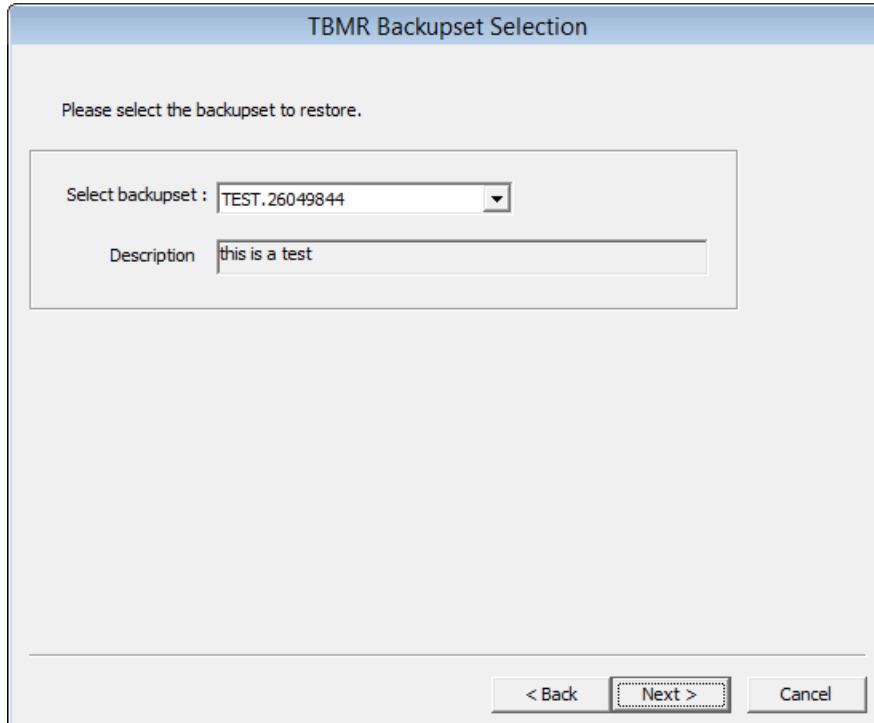 TBMR Backupset Selection
Please select the backupset to restore.
Select backupset : TEST.26049844
Description this is a test
< Back Next > Cancel